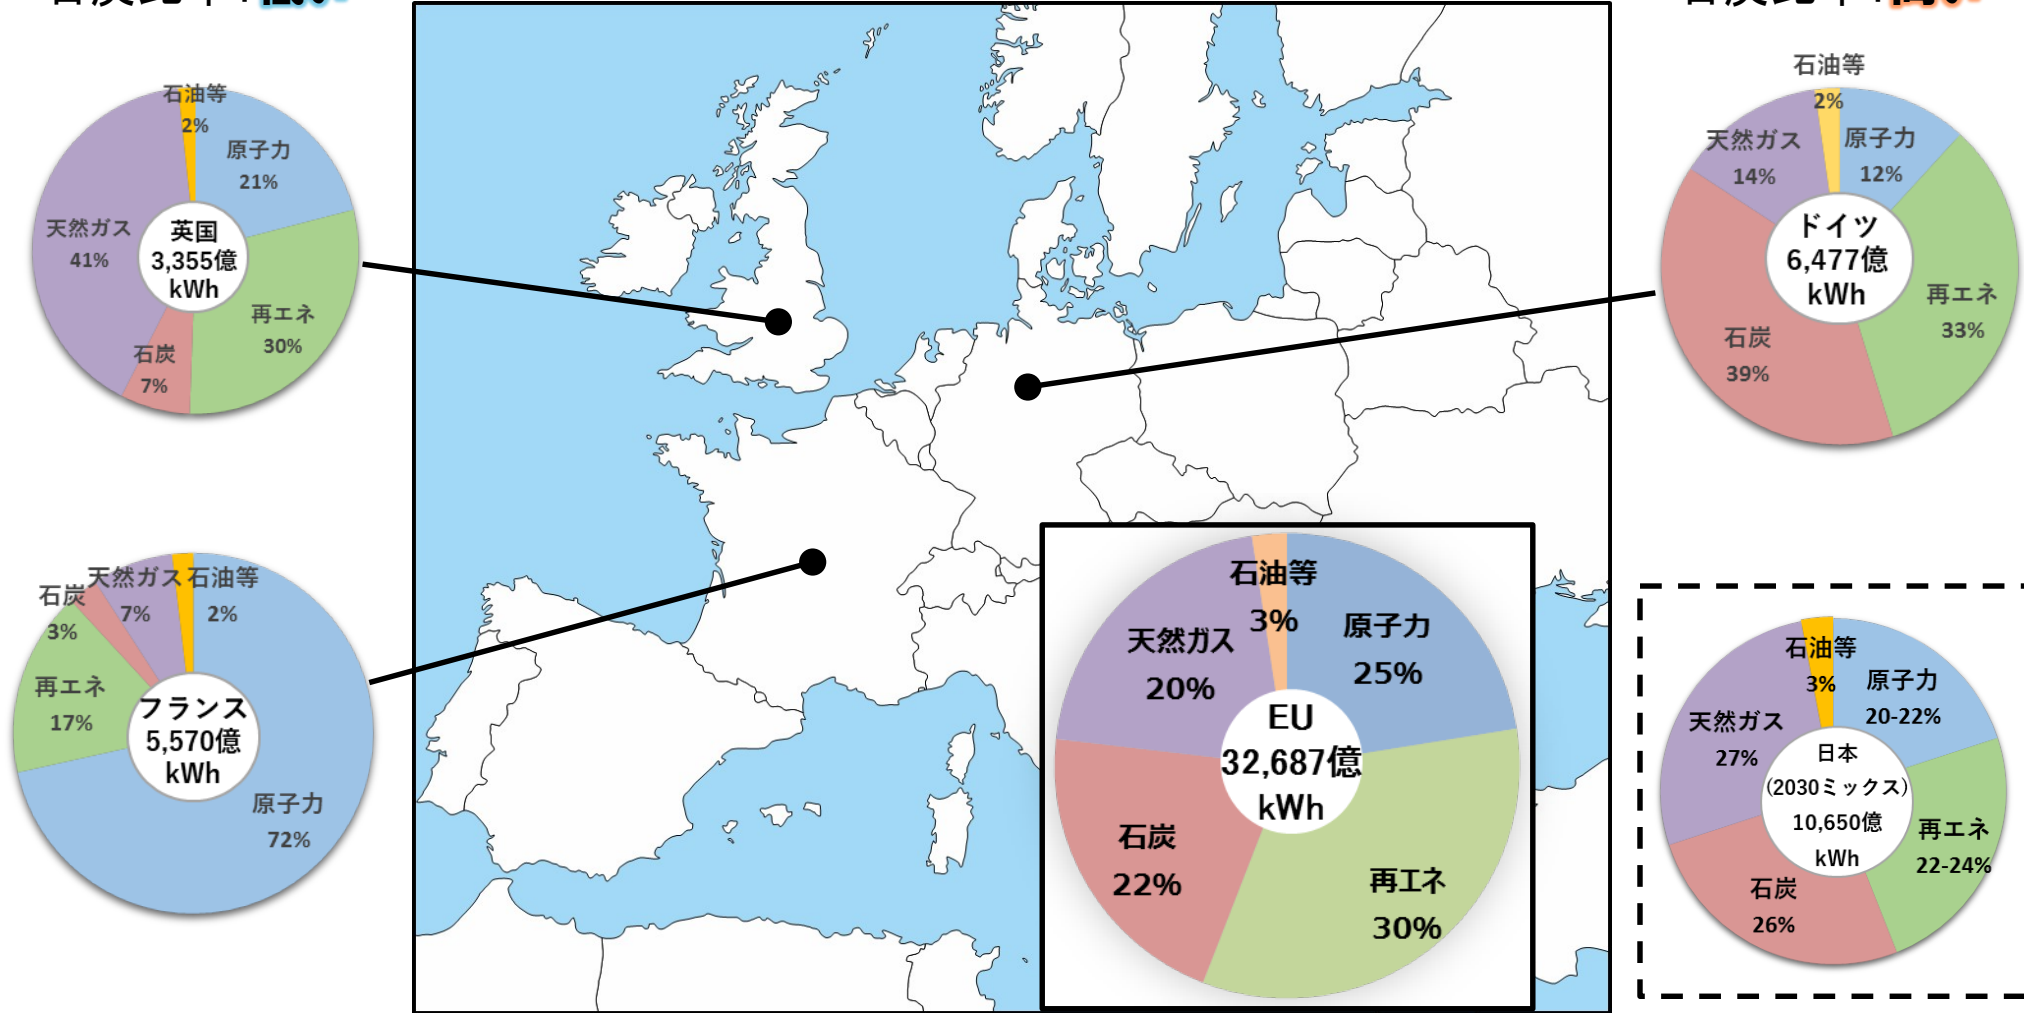 石油等
2%
原子力
21%
天然ガス
41%
英国
3,355億
kWh
再エネ
30%
石炭
7%
石油等
2%
天然ガス
14%
原子力
12%
ドイツ
6,477億
kWh
再エネ
33%
石炭
39%
天然ガス
7%
石油等
2%
石炭
3%
再エネ
17%
フランス
5,570億
kWh
原子力
72%
石油等
3%
原子力
25%
天然ガス
20%
EU
32,687億
kWh
石炭
22%
再エネ
30%
石油等
3%
原子力
20-22%
天然ガス
27%
日本
(2030ミックス)
10,650億
kWh
再エネ
22-24%
石炭
26%